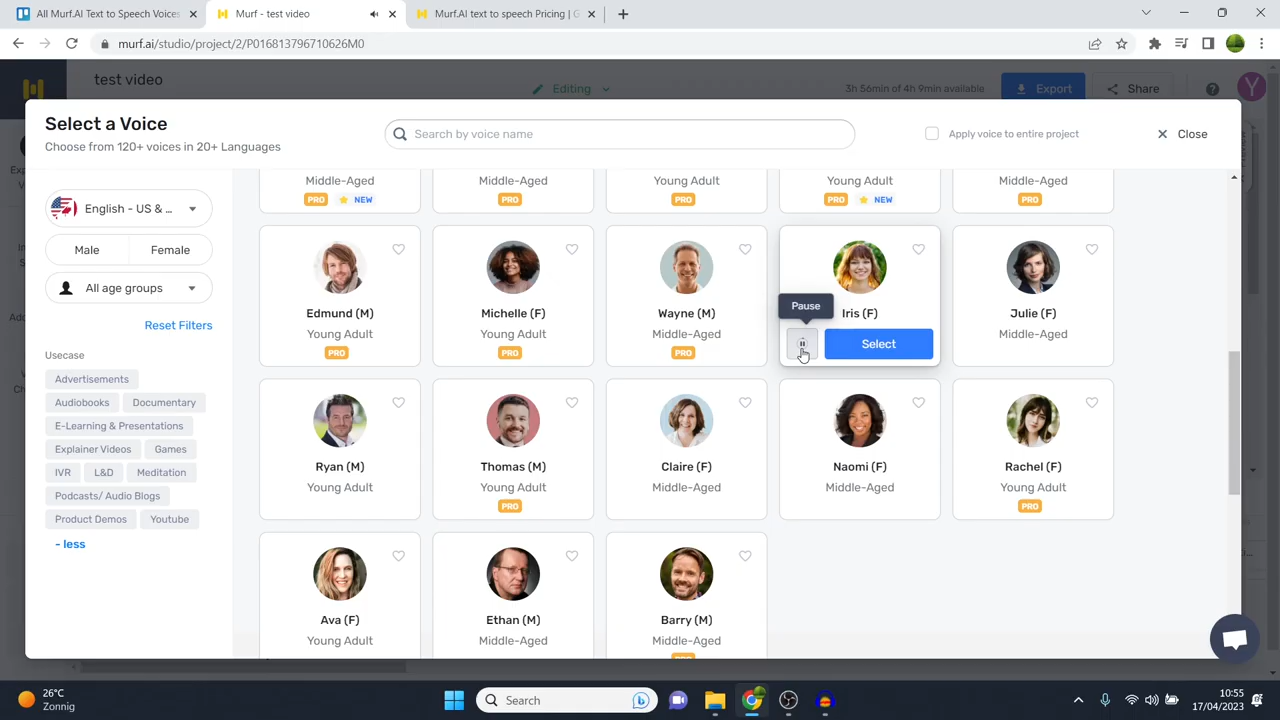 All Murf.AI Text to Speech Voices
Murf - test video
Murf.AI text to speech Pricing | G
murf.ai/studio/project/2/P016813796710626M0
test video
Editing
3h 56min of 4h 9min available
Export
Share
Y
Select a Voice
Choose from 120+ voices in 20+ Languages
Search by voice name
Apply voice to entire project
Close
English - US & ...
Male
Female
All age groups
Reset Filters
Usecase
Advertisements
Audiobooks
Documentary
E-Learning & Presentations
Explainer Videos
Games
IVR
L&D
Meditation
Podcasts/ Audio Blogs
Product Demos
Youtube
- less
Middle-Aged
Middle-Aged
Young Adult
Young Adult
Middle-Aged
PRO
NEW
PRO
PRO
PRO
NEW
PRO
Edmund (M)
Michelle (F)
Wayne (M)
Pause
Iris (F)
Julie (F)
Young Adult
Young Adult
Middle-Aged
Select
Middle-Aged
PRO
PRO
PRO
Ryan (M)
Thomas (M)
Claire (F)
Naomi (F)
Rachel (F)
Young Adult
Young Adult
Middle-Aged
Middle-Aged
Young Adult
PRO
PRO
Ava (F)
Ethan (M)
Barry (M)
Young Adult
Middle-Aged
Middle-Aged
26°C
Zonnig
Search
10:55
17/04/2023